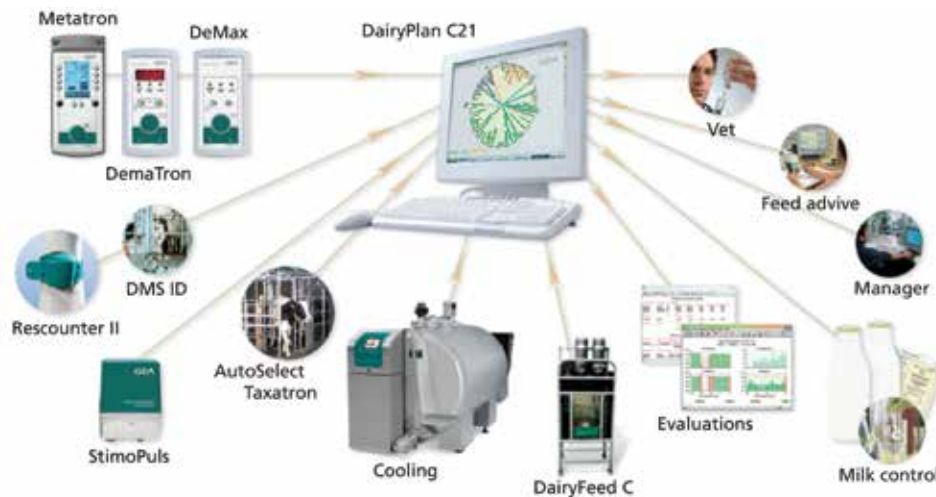 Metatron
DeMax
DairyPlan C21
DemaTron
Vet
Feed advive
Manager
DMS ID
Rescounter II
AutoSelect
Taxatron
GEA
StimoPuls
Cooling
DairyFeed C
Evaluations
Milk control